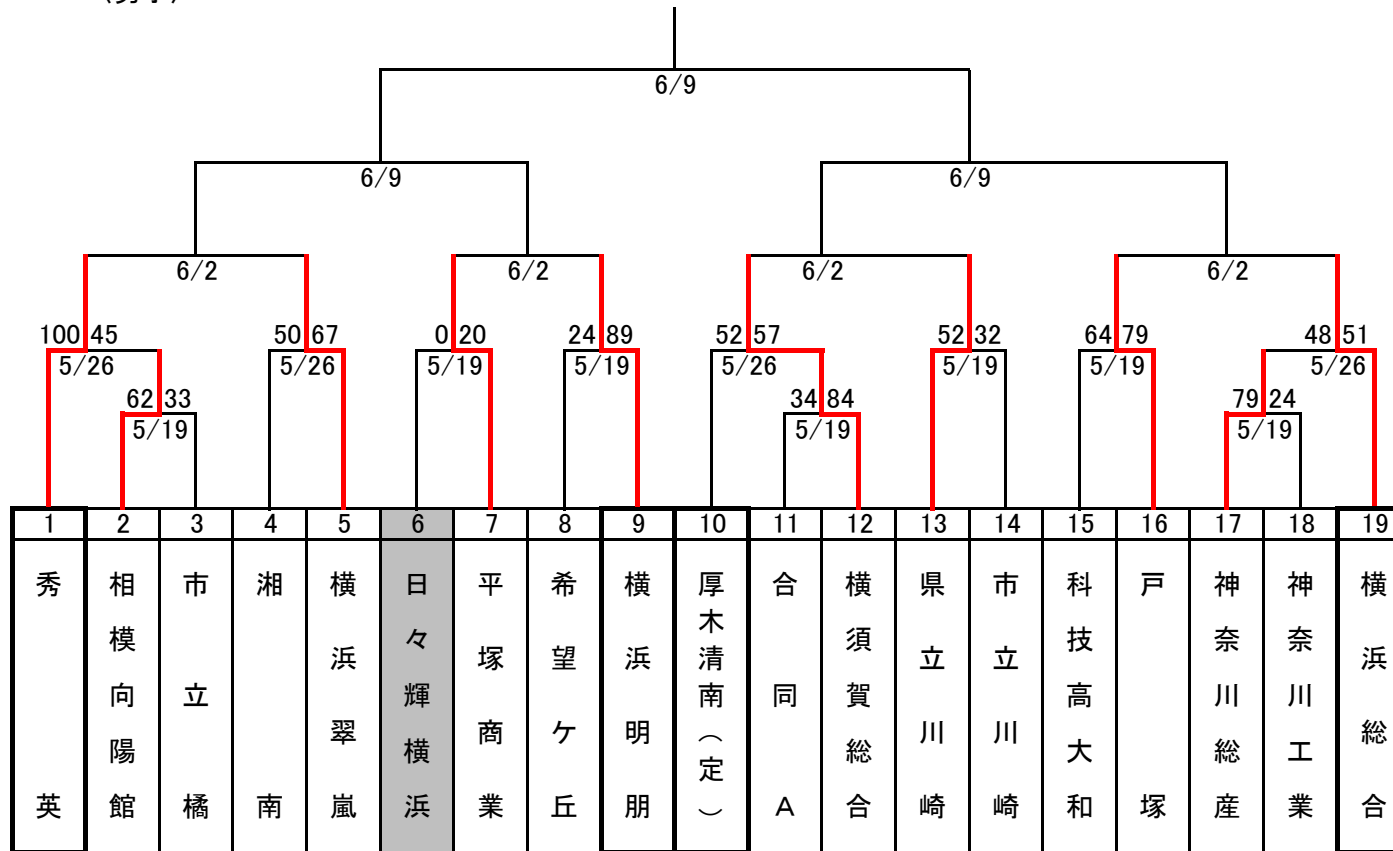 6/9
6/9 6/9
6/2 6/2 6/2 6/2
100 45 50 67 0 20 24 89 52 57 52 32 64 79 48 51
5/26 5/26 5/19 5/19 5/26 5/19 5/19 5/26
62 33 34 84 79 24
5/19 5/19 5/19
1 2 3 4 5 6 7 8 9 10 11 12 13 14 15 16 17 18 19
秀英
相模向陽館
市立橘
湘南
横浜翠嵐
日々輝横浜
平塚商業
希望ケ丘
横浜明朋
厚木清南(定)
合同A
横須賀総合
県立川崎
市立川崎
科技高大和
戸塚
神奈川総産
神奈川工業
横浜総合